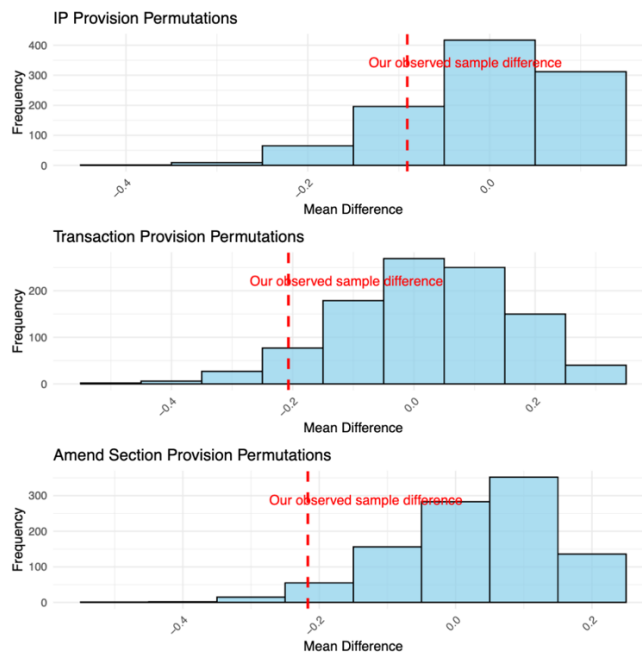 IP Provision Permutations
400
300
200
100
0
Frequency
Our observed sample difference
−0.4
−0.2
0.0
Mean Difference
Transaction Provision Permutations
200
100
0
Frequency
Our observed sample difference
−0.4
−0.2
0.0
0.2
Mean Difference
Amend Section Provision Permutations
300
200
100
0
Frequency
Our observed sample difference
−0.4
−0.2
0.0
0.2
Mean Difference